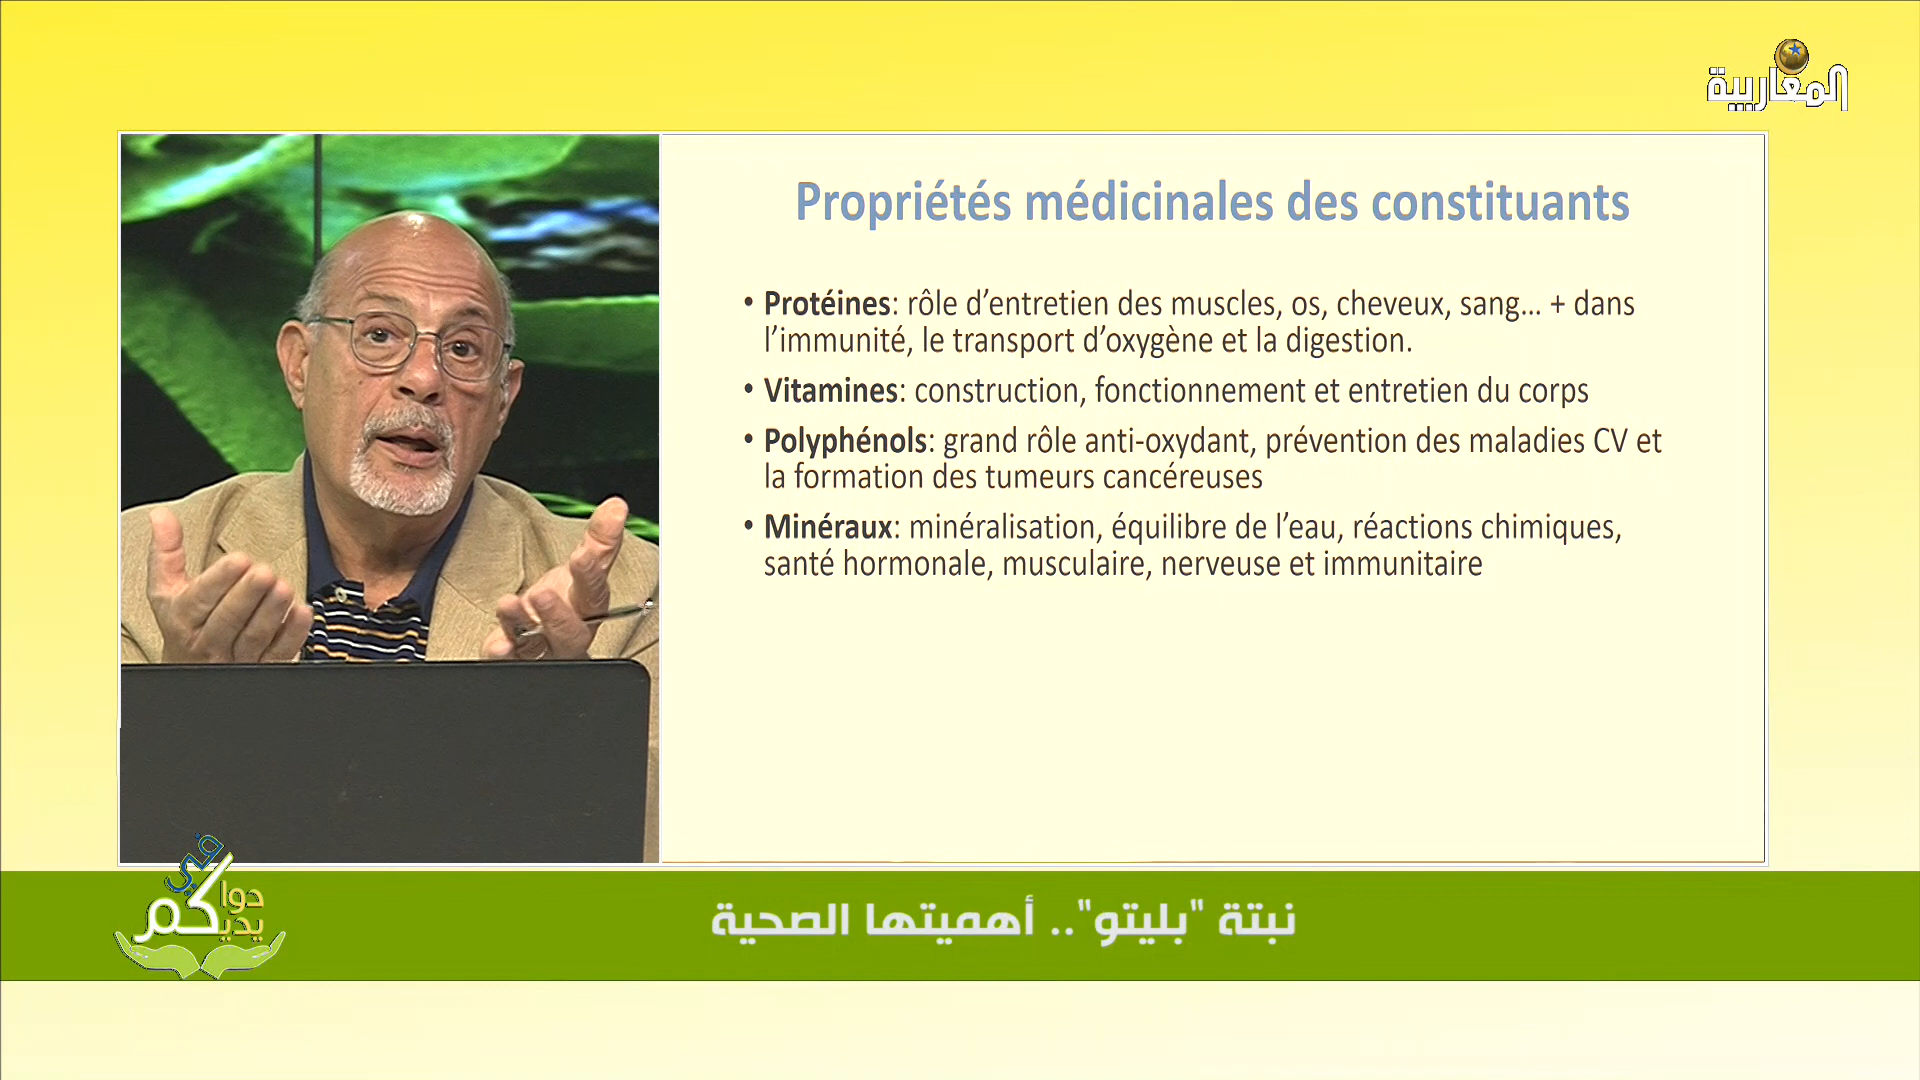 المغاربية
Propriétés médicinales des constituants
• Protéines: rôle d’entretien des muscles, os, cheveux, sang... + dans
l’immunité, le transport d’oxygène et la digestion.
• Vitamines: construction, fonctionnement et entretien du corps
• Polyphénols: grand rôle anti-oxydant, prévention des maladies CV et
la formation des tumeurs cancéreuses
• Minéraux: minéralisation, équilibre de l’eau, réactions chimiques,
santé hormonale, musculaire, nerveuse et immunitaire
دواكم
في
يديكم
نبتة "بليتو".. أهميتها الصحية